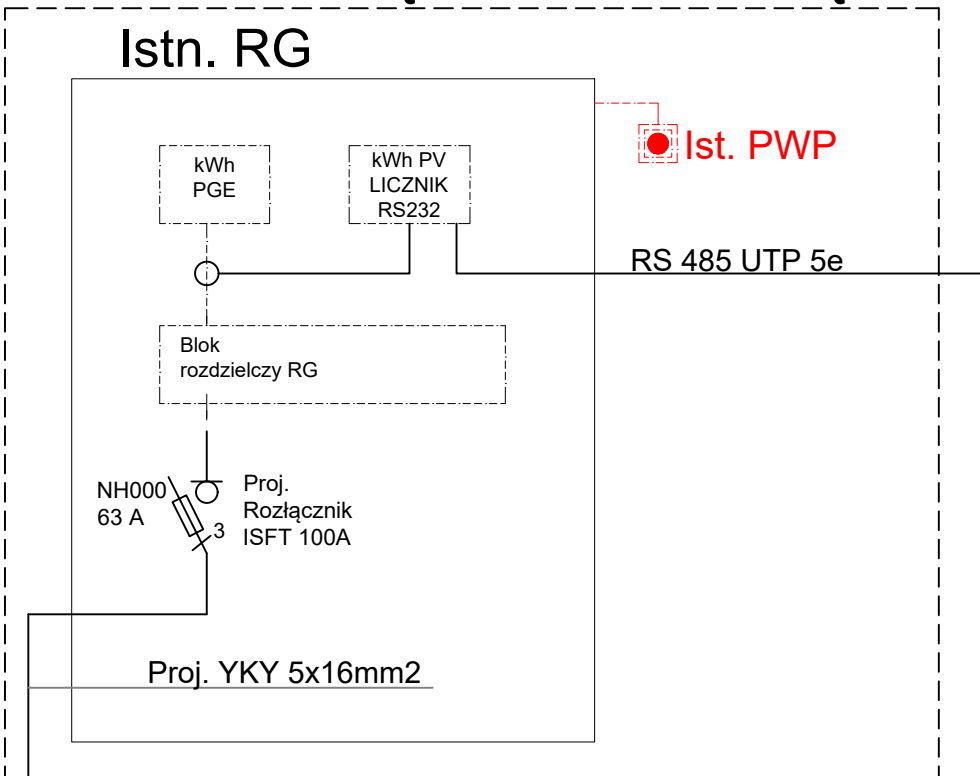 Istn. RG
Ist. PWP
kWh
PGE
kWh PV
LICZNIK
RS232
RS 485 UTP 5e
Blok
rozdzielczy RG
NH000
63 A
3
Proj.
Rozłącznik
ISFT 100A
Proj. YKY 5x16mm2